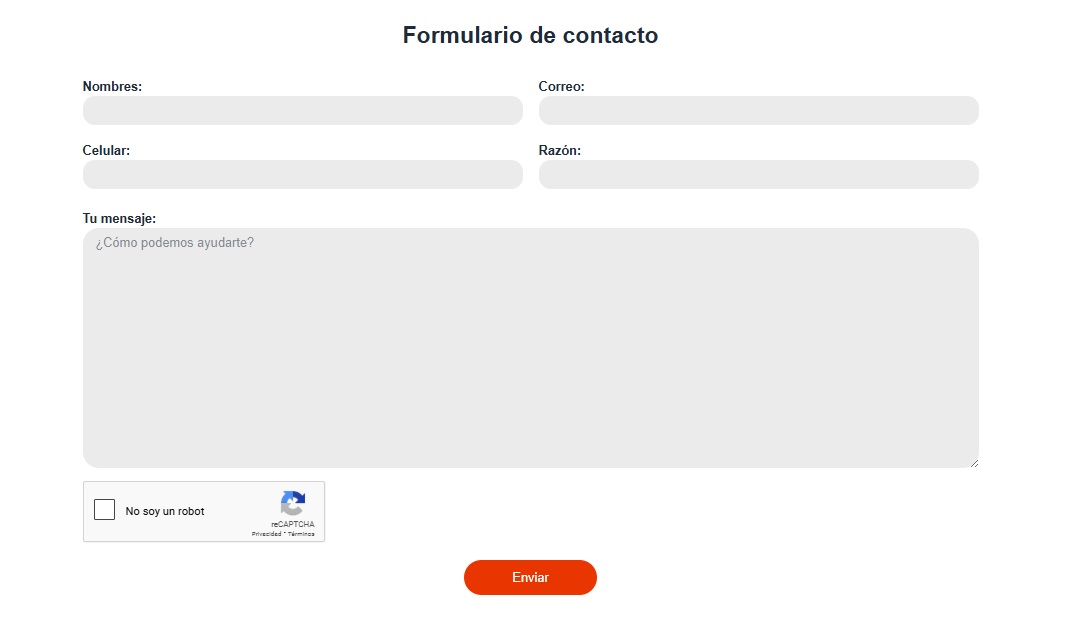 Formulario de contacto
Nombres:
Correo:
Celular:
Razón:
Tu mensaje:
¿Cómo podemos ayudarte?
No soy un robot
reCAPTCHA
Privacidad - Términos
Enviar